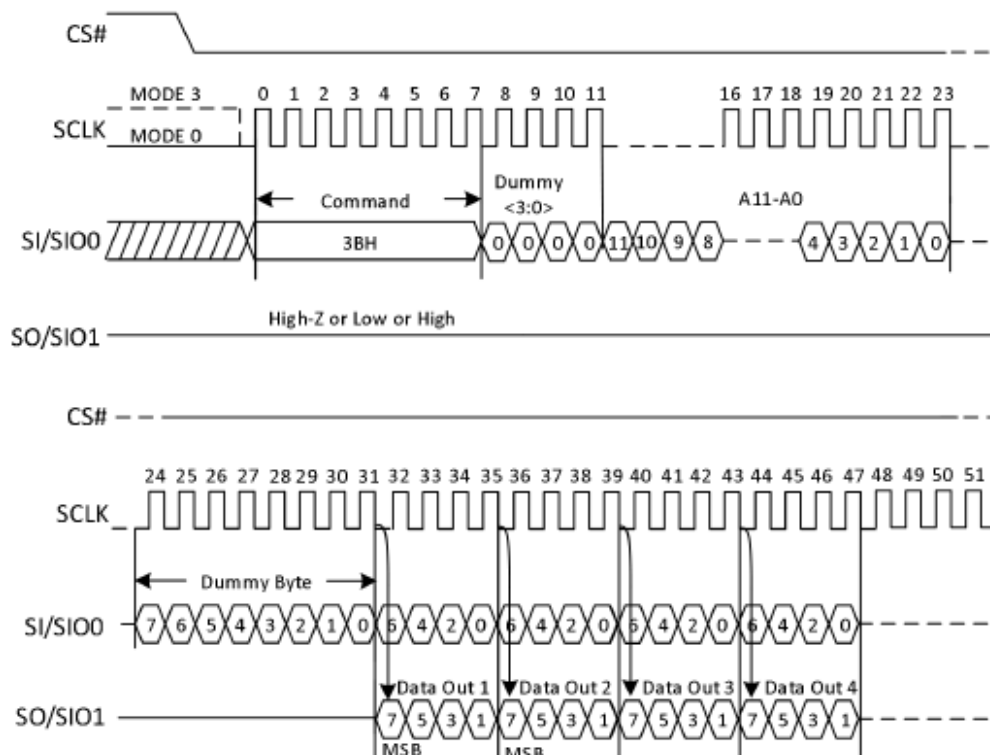 CS#
MODE 3
0 1 2 3 4 5 6 7 8 9 10 11 16 17 18 19 20 21 22 23
SCLK
MODE 0
Dummy
<3:0>
A11-A0
Command
SI/SIO0
3BH
0 0 0 0 11 10 9 8 4 3 2 1 0
High-Z or Low or High
SO/SIO1
CS#
24 25 26 27 28 29 30 31 32 33 34 35 36 37 38 39 40 41 42 43 44 45 46 47 48 49 50 51
SCLK
Dummy Byte
SI/SIO0
7 6 5 4 3 2 1 0 6 4 2 0 6 4 2 0 6 4 2 0 6 4 2 0
Data Out 1 Data Out 2 Data Out 3 Data Out 4
SO/SIO1
7 5 3 1 7 5 3 1 7 5 3 1 7 5 3 1
MSB MSB